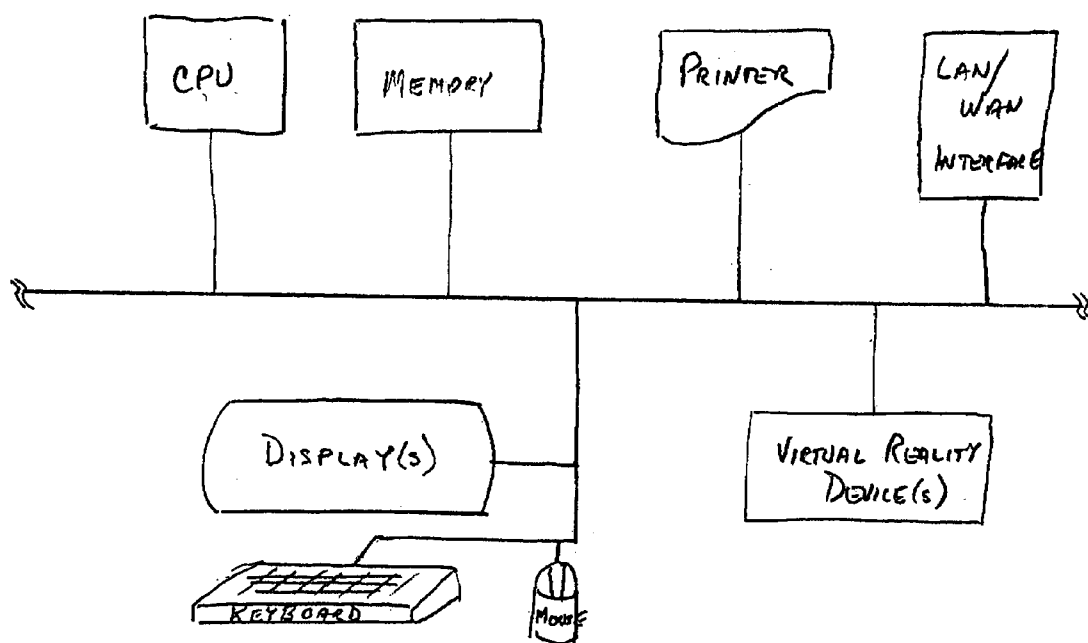 CPU
MEMORY
PRINTER
LAN/
WAN
INTERFACE
DISPLAY(s)
VIRTUAL REALITY
DEVICE(s)
KEYBOARD
MOUSE